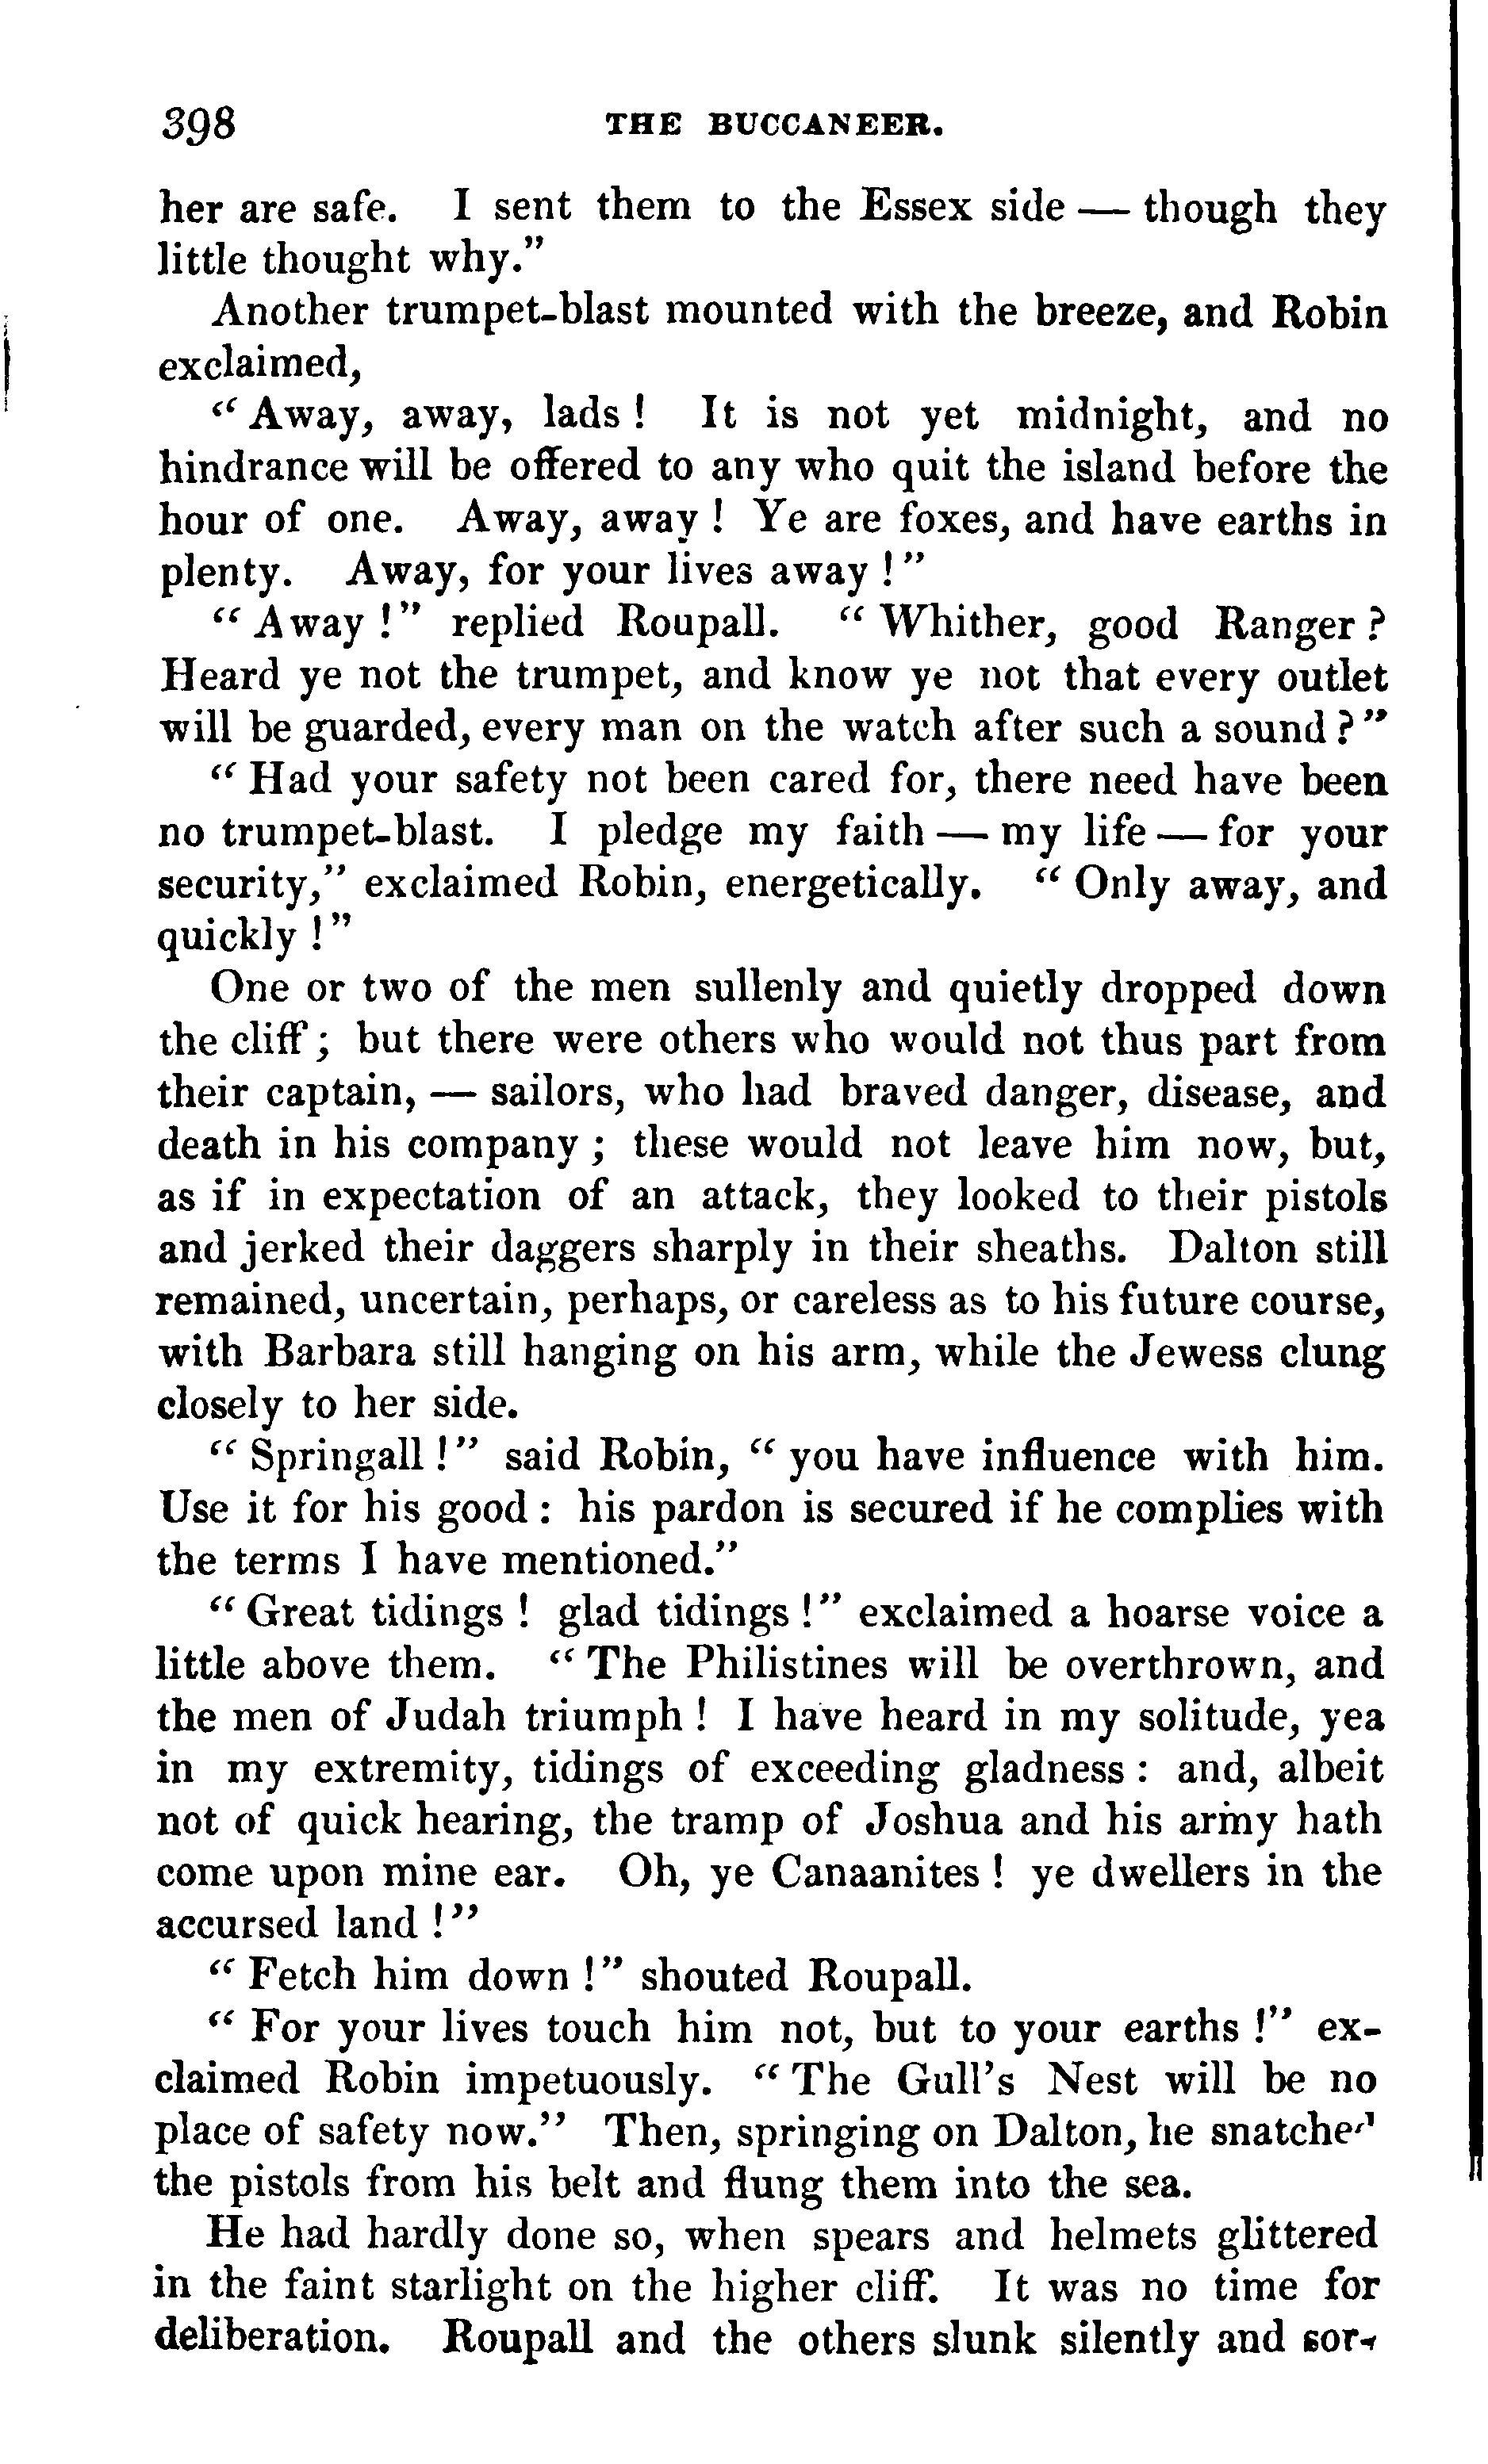 398 THE BUCCANEER.
her are safe. I sent them to the Essex side — though they
little thought why."
Another trumpet-blast mounted with the breeze, and Robin
exclaimed,
"Away, away, lads! It is not yet midnight, and no
hindrance will be offered to any who quit the island before the
hour of one. Away, away! Ye are foxes, and have earths in
plenty. Away, for your lives away!"
"Away!" replied Roupall. "Whither, good Ranger?
Heard ye not the trumpet, and know ye not that every outlet
will be guarded, every man on the watch after such a sound?"
"Had your safety not been cared for, there need have been
no trumpet-blast. I pledge my faith — my life — for your
security," exclaimed Robin, energetically. "Only away, and
quickly!"
One or two of the men sullenly and quietly dropped down
the cliff; but there were others who would not thus part from
their captain, — sailors, who had braved danger, disease, and
death in his company; these would not leave him now, but,
as if in expectation of an attack, they looked to their pistols
and jerked their daggers sharply in their sheaths. Dalton still
remained, uncertain, perhaps, or careless as to his future course,
with Barbara still hanging on his arm, while the Jewess clung
closely to her side.
"Springall!" said Robin, "you have influence with him.
Use it for his good: his pardon is secured if he complies with
the terms I have mentioned."
"Great tidings! glad tidings!" exclaimed a hoarse voice a
little above them. "The Philistines will be overthrown, and
the men of Judah triumph! I have heard in my solitude, yea
in my extremity, tidings of exceeding gladness: and, albeit
not of quick hearing, the tramp of Joshua and his army hath
come upon mine ear. Oh, ye Canaanites! ye dwellers in the
accursed land!"
"Fetch him down!" shouted Roupall.
"For your lives touch him not, but to your earths!" ex-
claimed Robin impetuously. "The Gull's Nest will be no
place of safety now." Then, springing on Dalton, he snatched
the pistols from his belt and flung them into the sea.
He had hardly done so, when spears and helmets glittered
in the faint starlight on the higher cliff. It was no time for
deliberation. Roupall and the others slunk silently and sor-